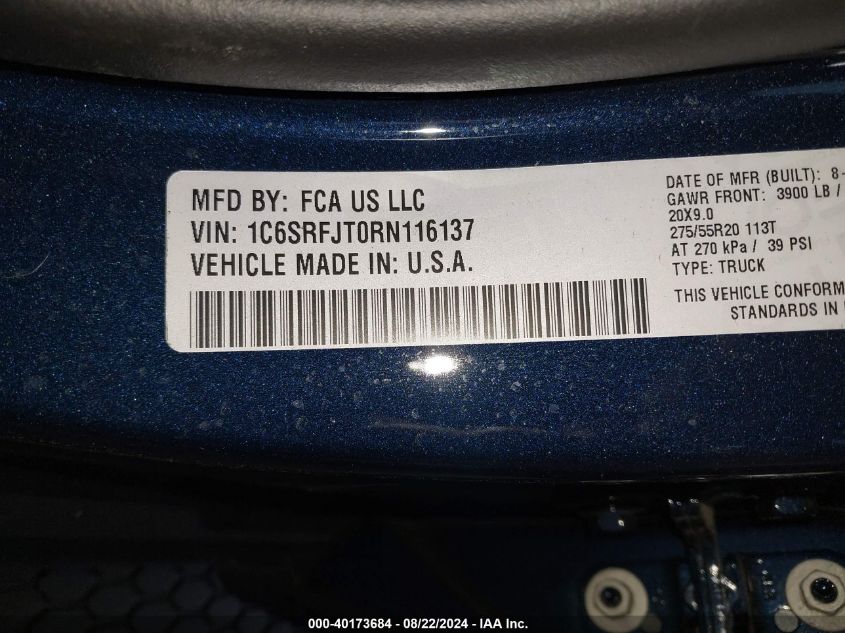 MFD BY: FCA US LLC
VIN: 1C6SRFJT0RN116137
VEHICLE MADE IN: U.S.A.
DATE OF MFR (BUILT): 8-
GAWR FRONT: 3900 LB /
20X9.0
275/55R20 113T
AT 270 kPa / 39 PSI
TYPE: TRUCK
THIS VEHICLE CONFORM
STANDARDS IN
000-40173684 - 08/22/2024 - IAA Inc.